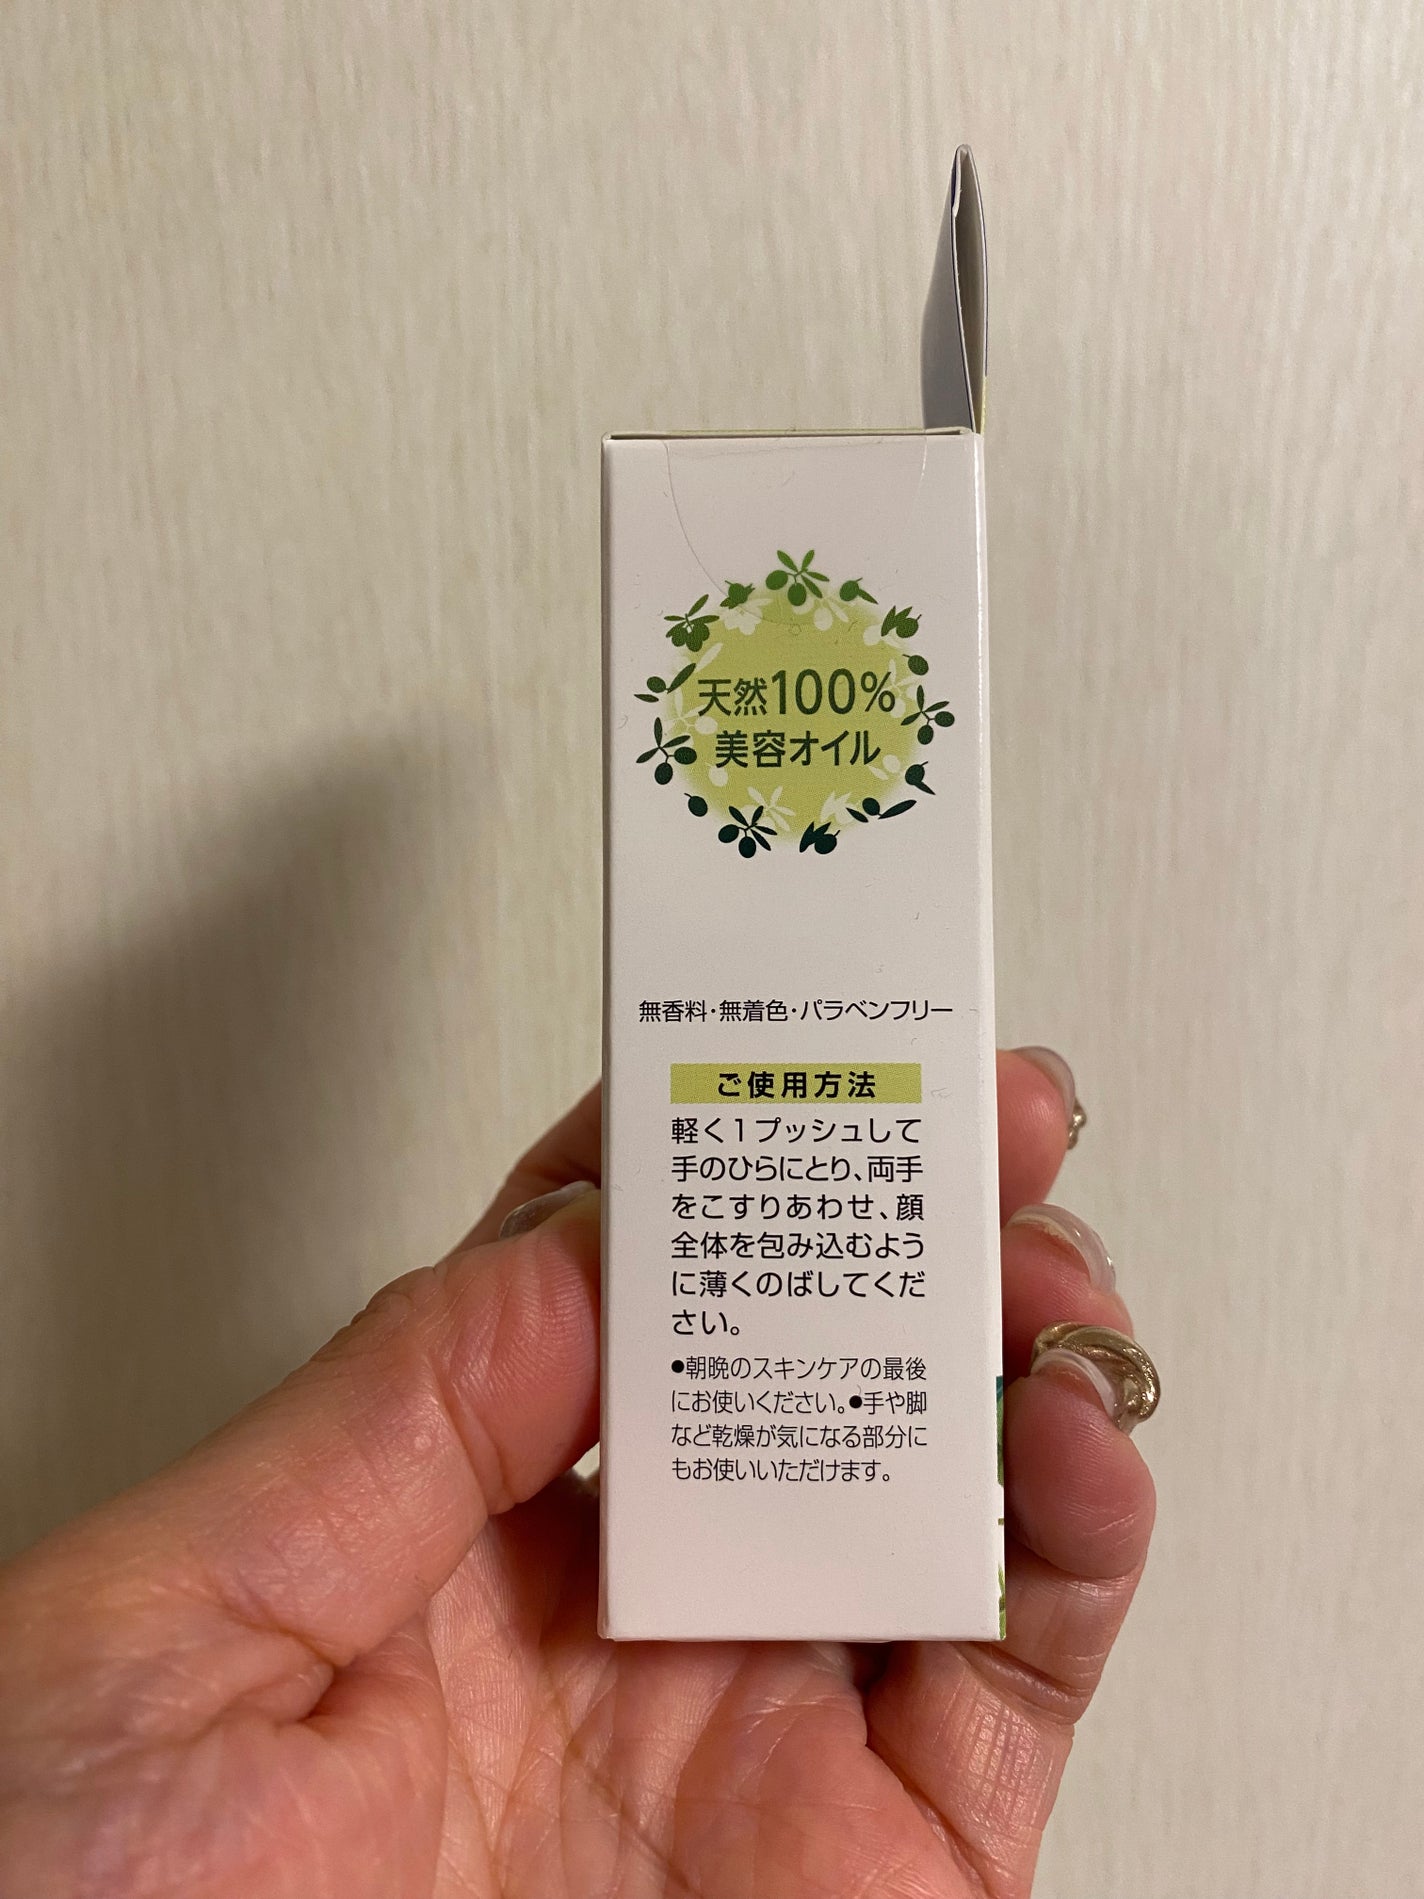 天然100%
美容オイル
無香料・無着色・パラベンフリー
ご使用方法
軽く1プッシュして
手のひらにとり、両手
をこすりあわせ、顔
全体を包み込むよう
に薄くのばしてくだ
さい。
●朝晩のスキンケアの最後
にお使いください。●手や脚
など乾燥が気になる部分に
もお使いいただけます。